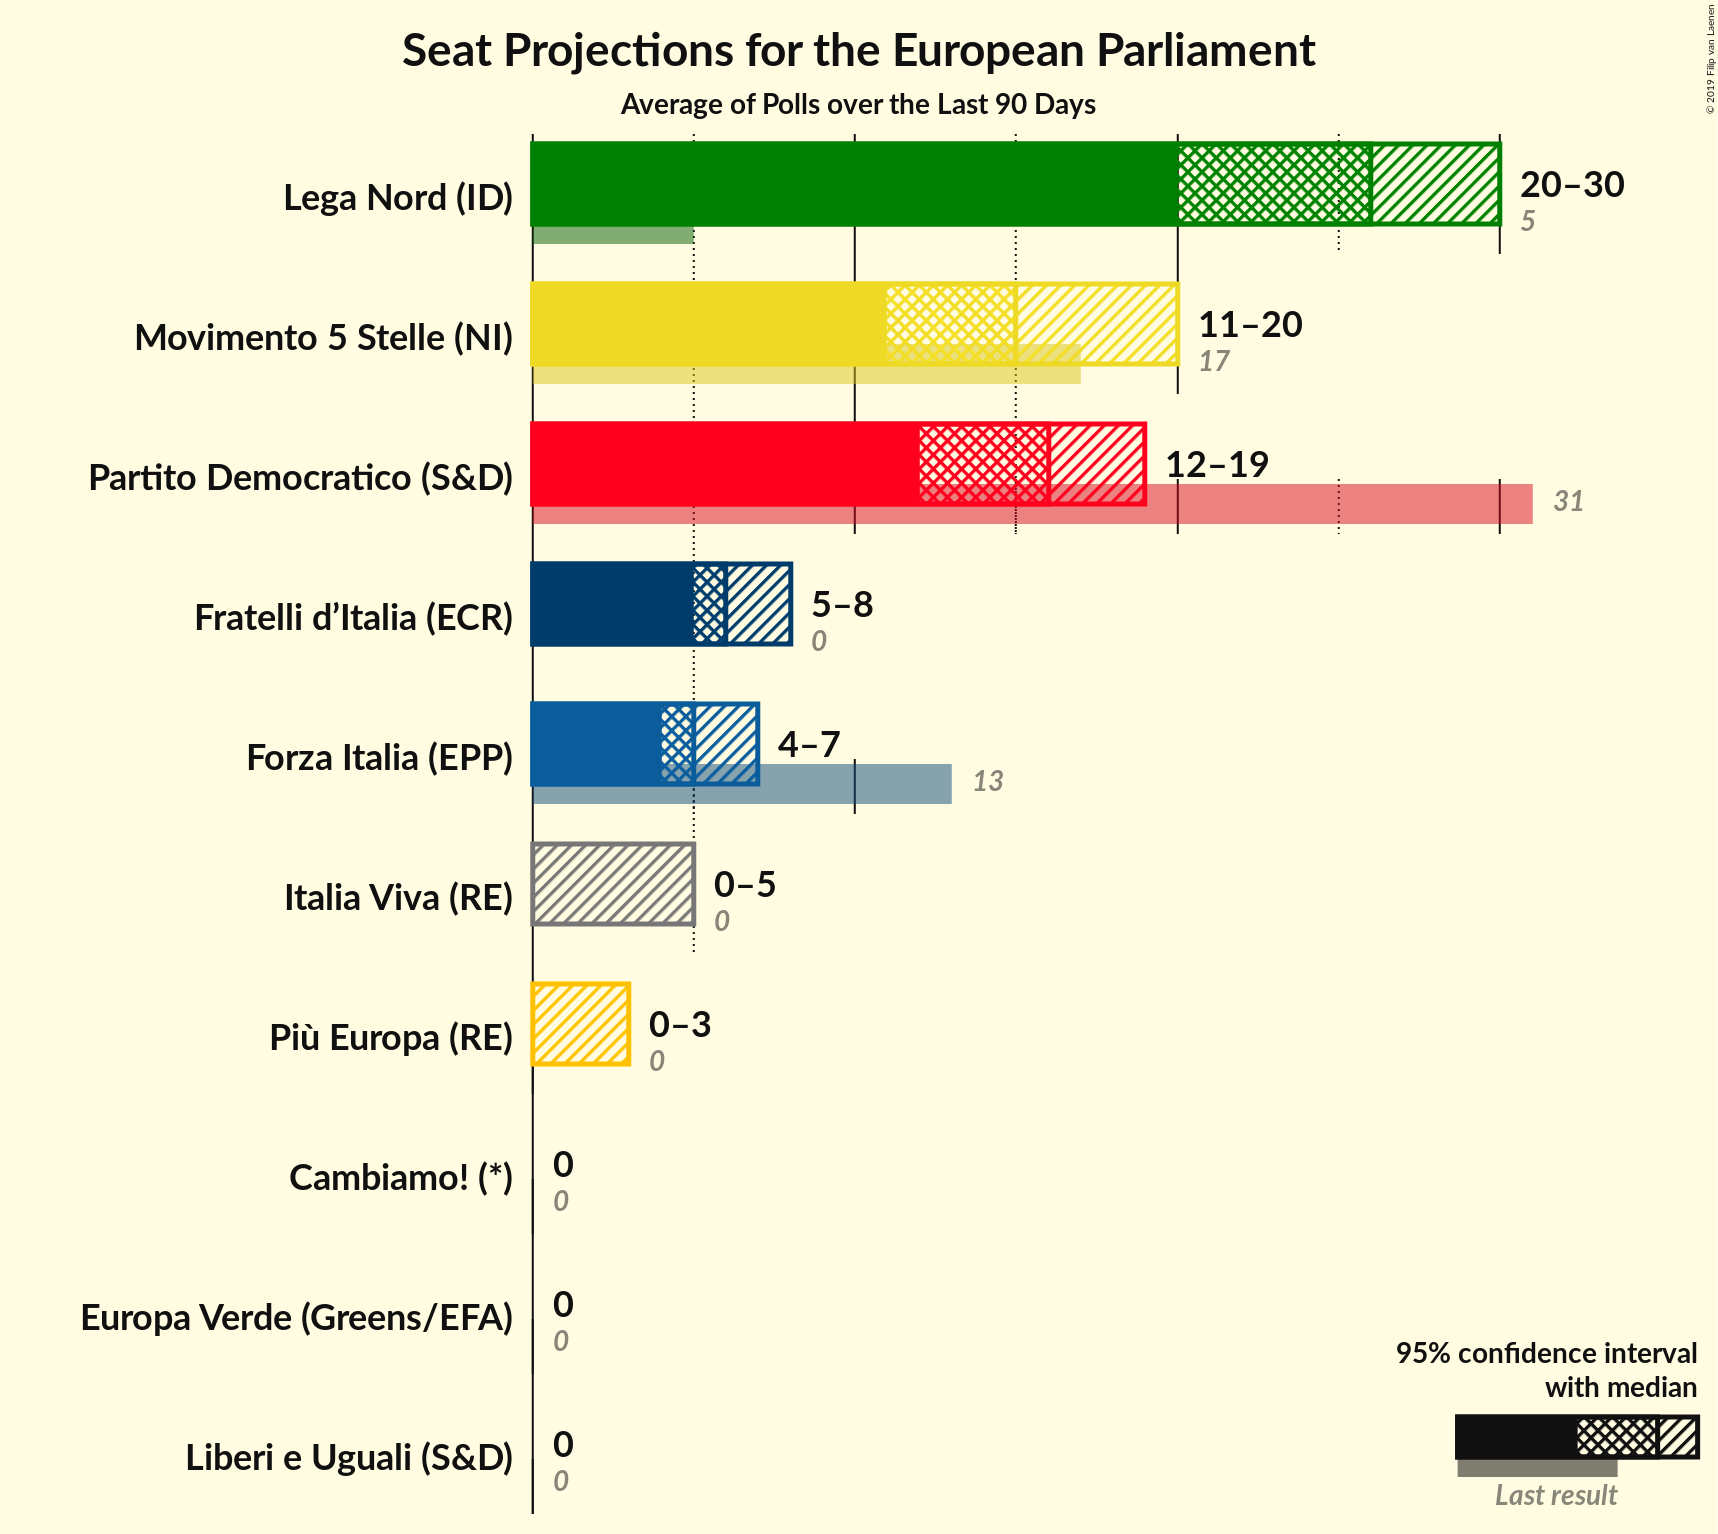 Seat Projections for the European Parliament
Average of Polls over the Last 90 Days
© 2019 Filip van Laenen
Lega Nord (ID)
20–30
5
Movimento 5 Stelle (NI)
11–20
17
Partito Democratico (S&D)
12–19
31
Fratelli d’Italia (ECR)
5–8
0
Forza Italia (EPP)
4–7
13
Italia Viva (RE)
0–5
0
Più Europa (RE)
0–3
0
Cambiamo! (*)
0
0
Europa Verde (Greens/EFA)
0
0
Liberi e Uguali (S&D)
0
0
95% confidence interval
with median
Last result